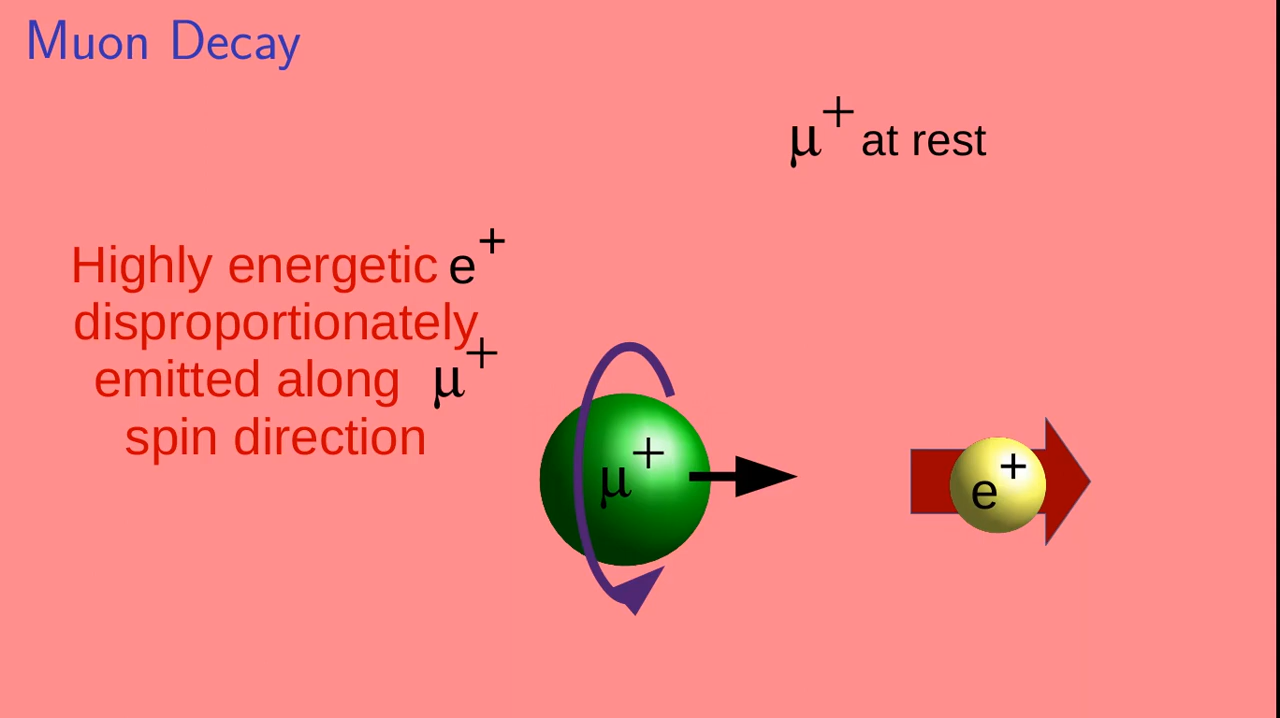 Muon Decay
μ⁺ at rest
Highly energetic e⁺
disproportionately
emitted along μ⁺
spin direction
μ⁺
e⁺